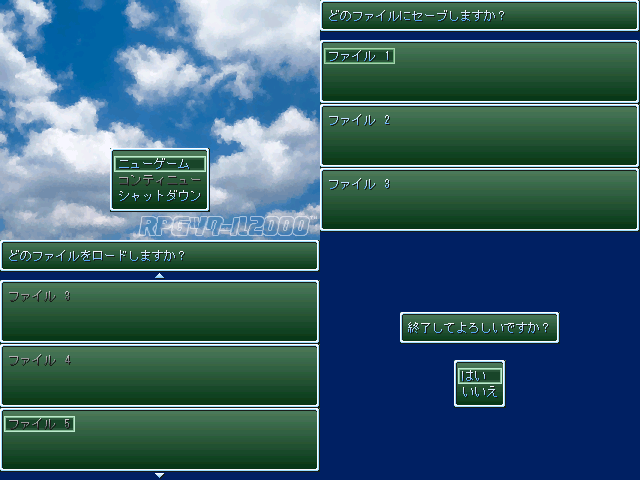 ニューゲーム
コンティニュー
シャットダウン
RPGツクール2000
どのファイルにセーブしますか？
ファイル 1
ファイル 2
ファイル 3
どのファイルをロードしますか？
ファイル 3
ファイル 4
ファイル 5
終了してよろしいですか？
はい
いいえ